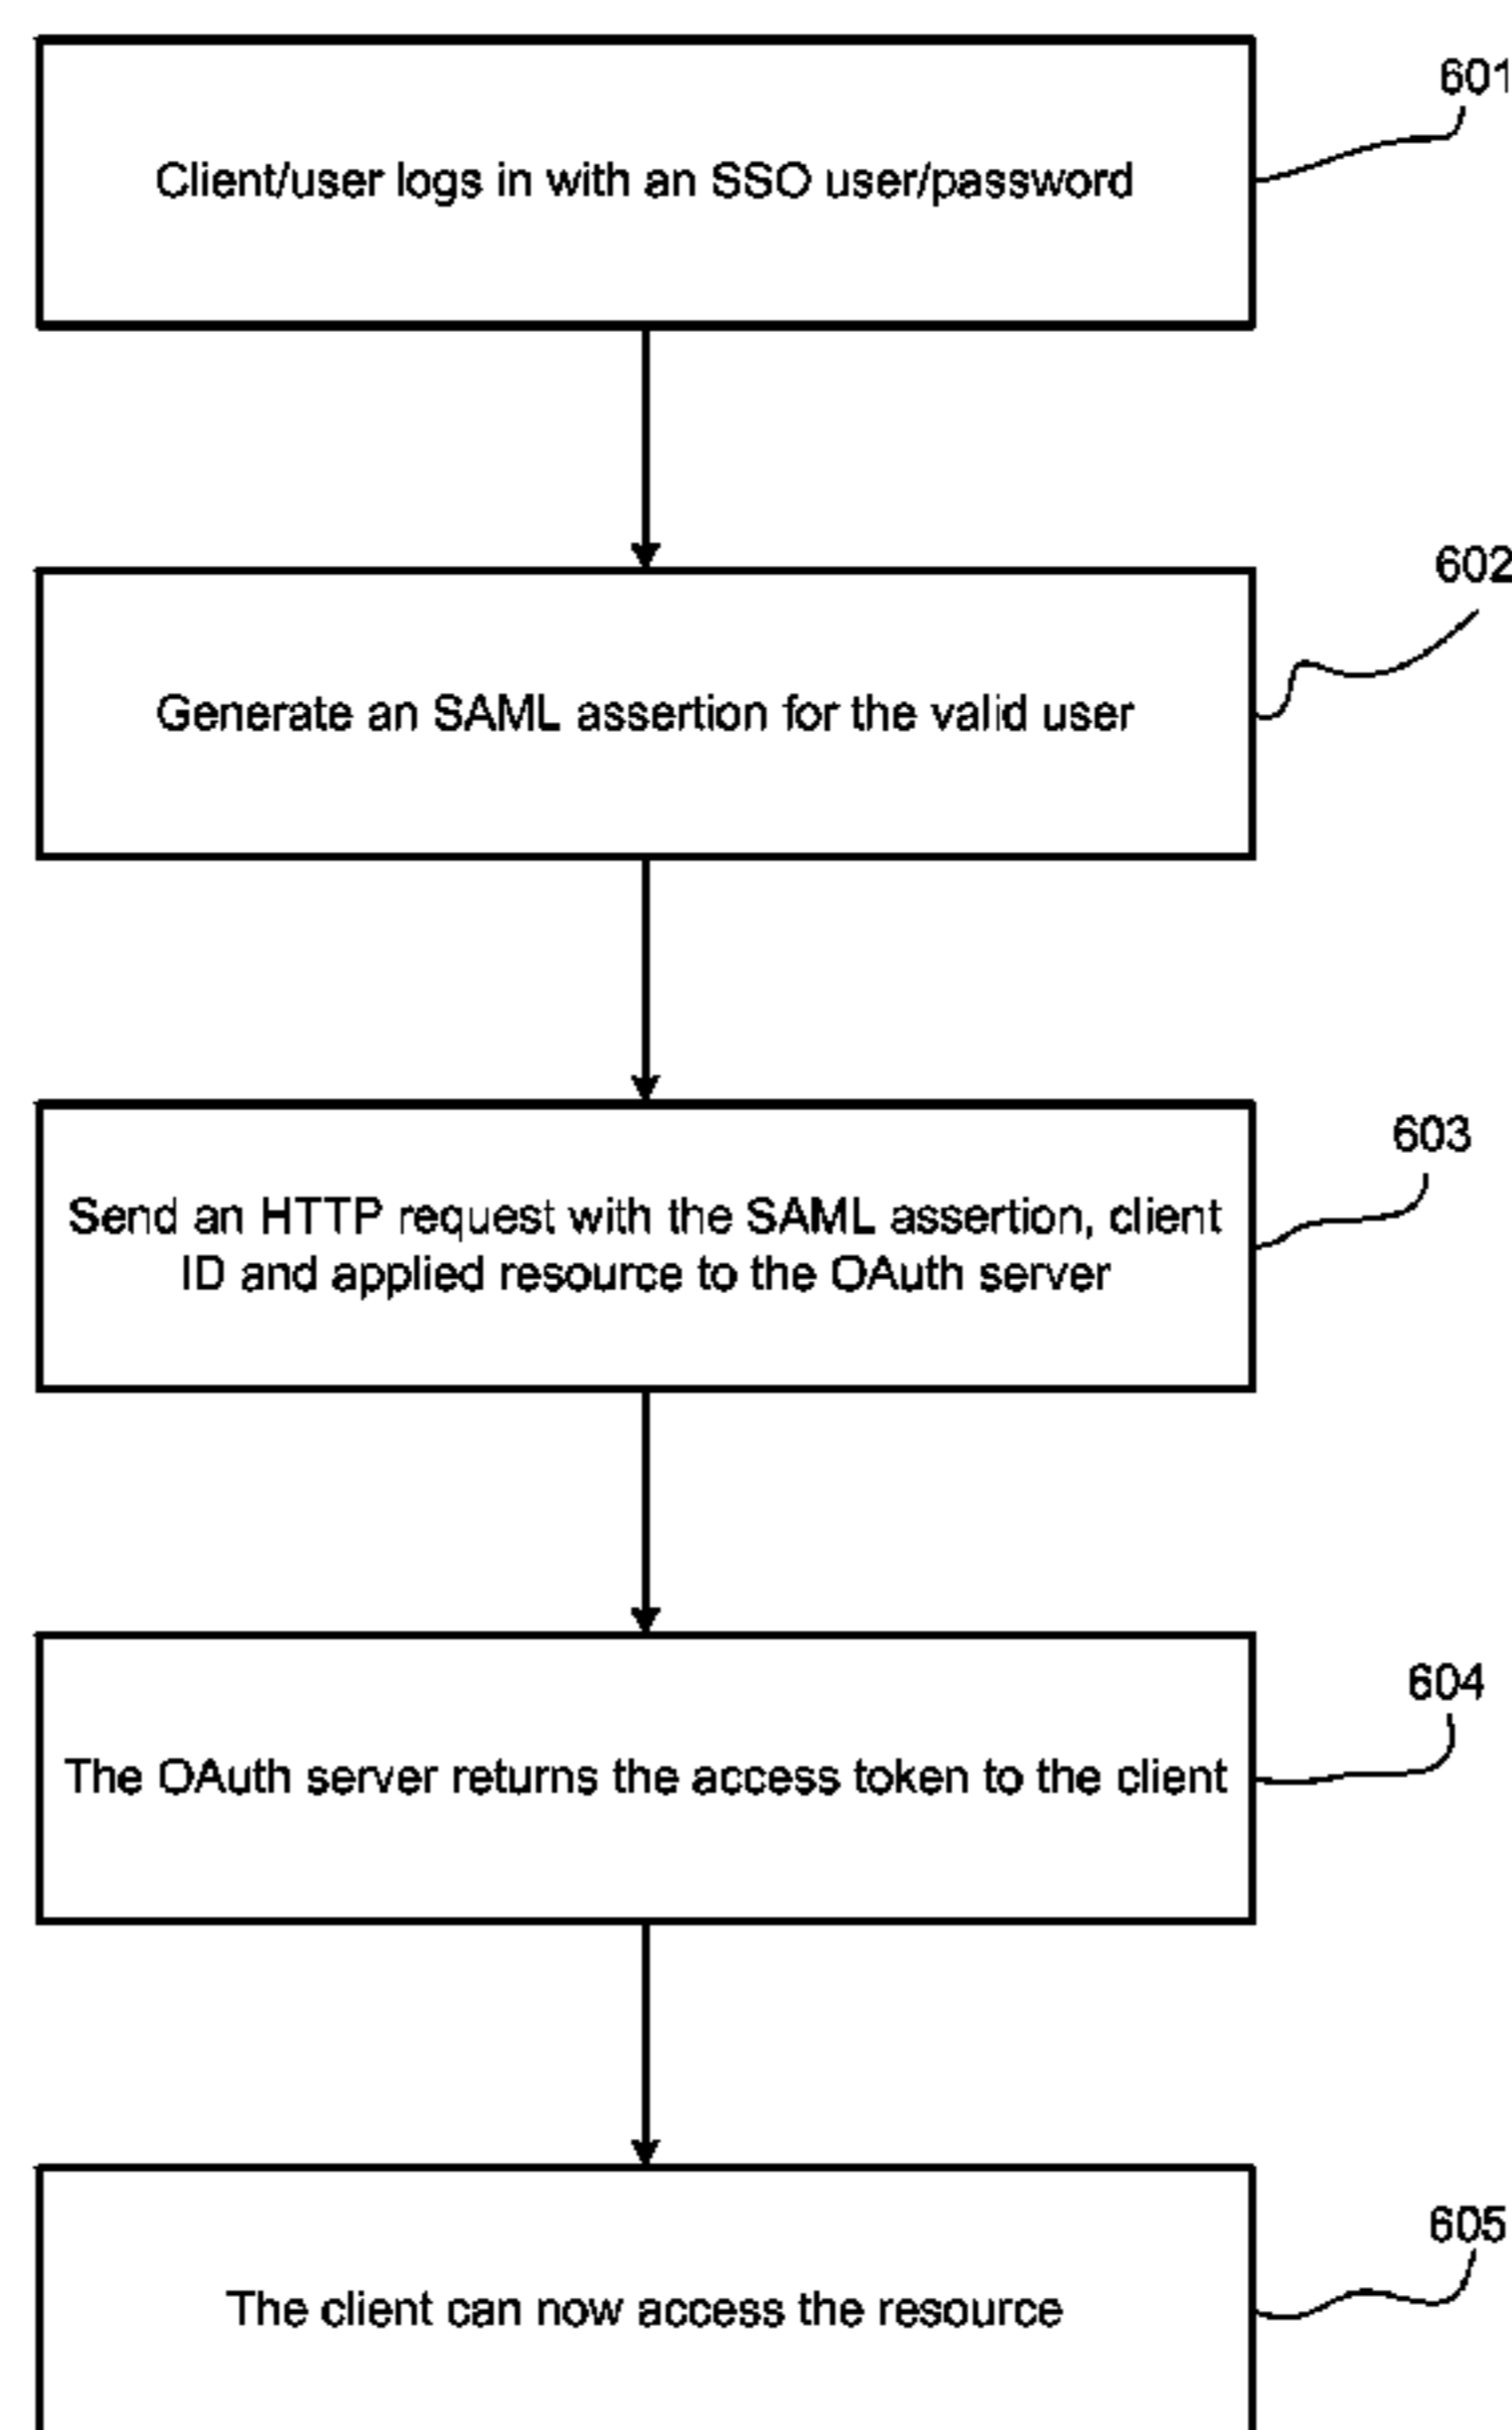 601
Client/user logs in with an SSO user/password
602
Generate an SAML assertion for the valid user
603
Send an HTTP request with the SAML assertion, client
ID and applied resource to the OAuth server
604
The OAuth server returns the access token to the client
605
The client can now access the resource